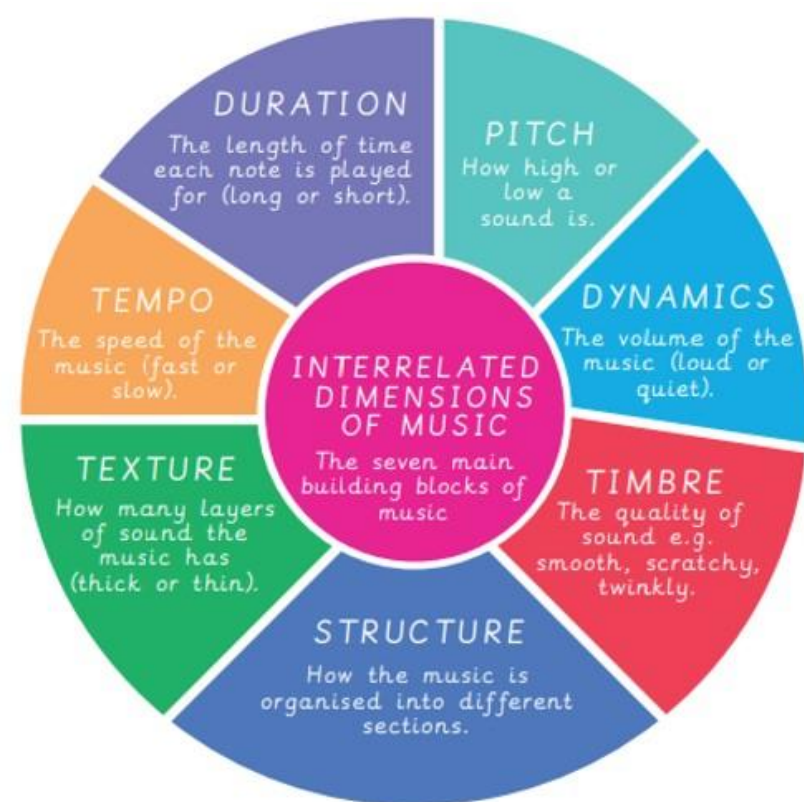 DURATION
The length of time
each note is played
for (long or short).
PITCH
How high or
low a
sound is.
DYNAMICS
The volume of the
music (loud or
quiet).
TIMBRE
The quality of
sound e.g.
smooth, scratchy,
twinkly.
STRUCTURE
How the music is
organised into different
sections.
TEXTURE
How many layers
of sound the
music has
(thick or thin).
TEMPO
The speed of the
music (fast or
slow).
INTERRELATED
DIMENSIONS
OF MUSIC
The seven main
building blocks of
music